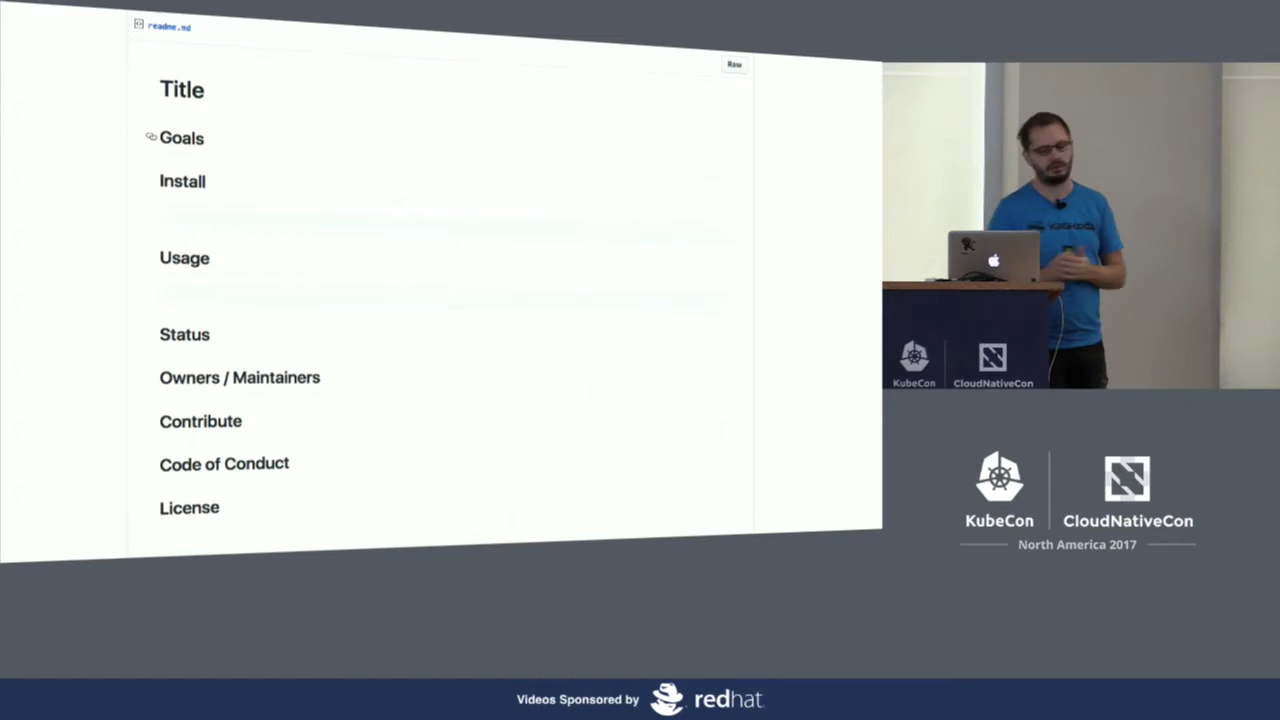 readme.md
Raw
Title
Goals
Install
Usage
Status
Owners / Maintainers
Contribute
Code of Conduct
License
KubeCon
CloudNativeCon
KubeCon
CloudNativeCon
North America 2017
Videos Sponsored by
redhat.